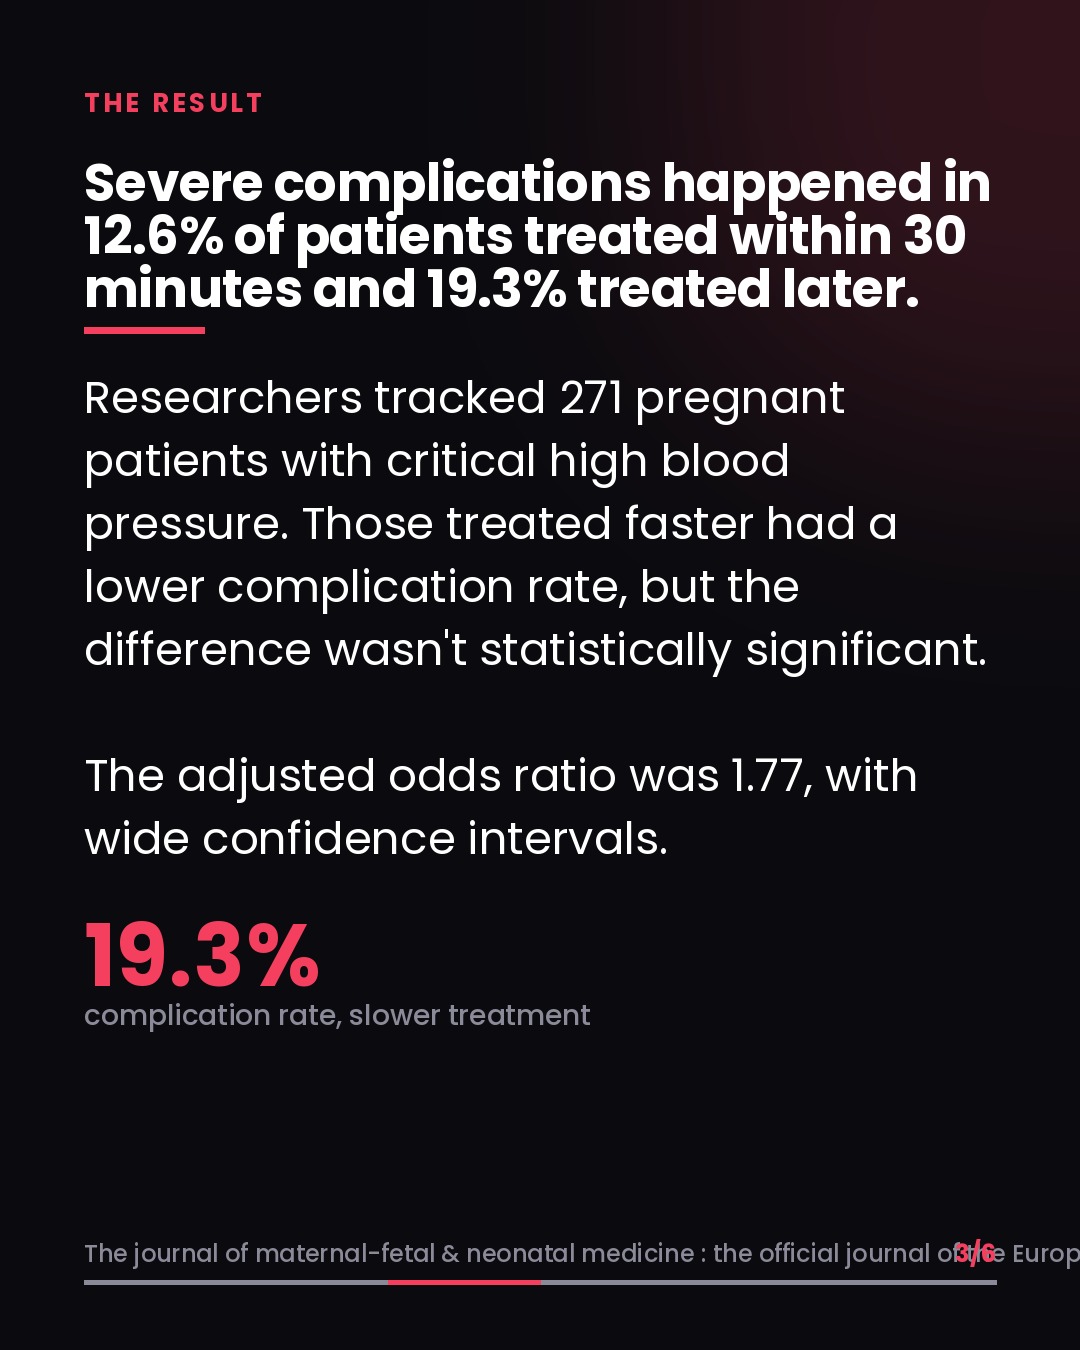 THE RESULT
Severe complications happened in
12.6% of patients treated within 30
minutes and 19.3% treated later.
Researchers tracked 271 pregnant
patients with critical high blood
pressure. Those treated faster had a
lower complication rate, but the
difference wasn't statistically significant.
The adjusted odds ratio was 1.77, with
wide confidence intervals.
19.3%
complication rate, slower treatment
The journal of maternal-fetal & neonatal medicine : the official journal of the Europ
3/6